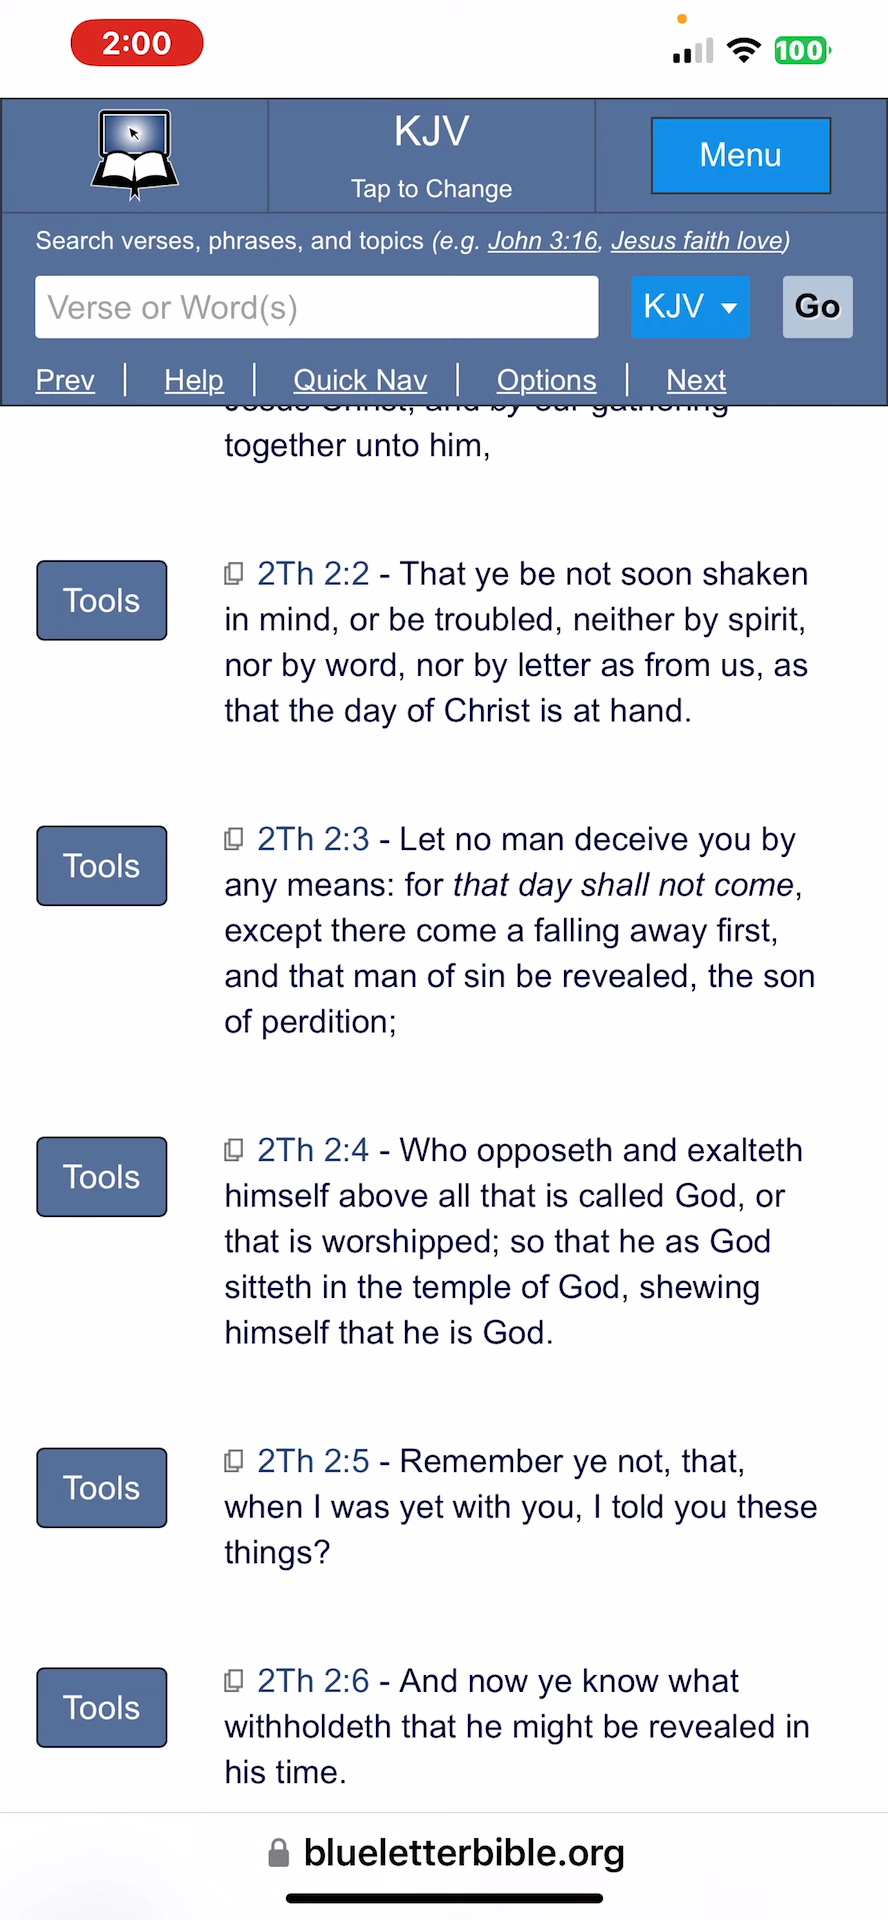 2:00
100
KJV
Tap to Change
Menu
Search verses, phrases, and topics (e.g. John 3:16, Jesus faith love)
Verse or Word(s)
KJV
Go
Prev | Help | Quick Nav | Options | Next
Jesus Christ, and by our gathering
together unto him,
Tools
2Th 2:2 - That ye be not soon shaken
in mind, or be troubled, neither by spirit,
nor by word, nor by letter as from us, as
that the day of Christ is at hand.
Tools
2Th 2:3 - Let no man deceive you by
any means: for that day shall not come,
except there come a falling away first,
and that man of sin be revealed, the son
of perdition;
Tools
2Th 2:4 - Who opposeth and exalteth
himself above all that is called God, or
that is worshipped; so that he as God
sitteth in the temple of God, shewing
himself that he is God.
Tools
2Th 2:5 - Remember ye not, that,
when I was yet with you, I told you these
things?
Tools
2Th 2:6 - And now ye know what
withholdeth that he might be revealed in
his time.
blueletterbible.org